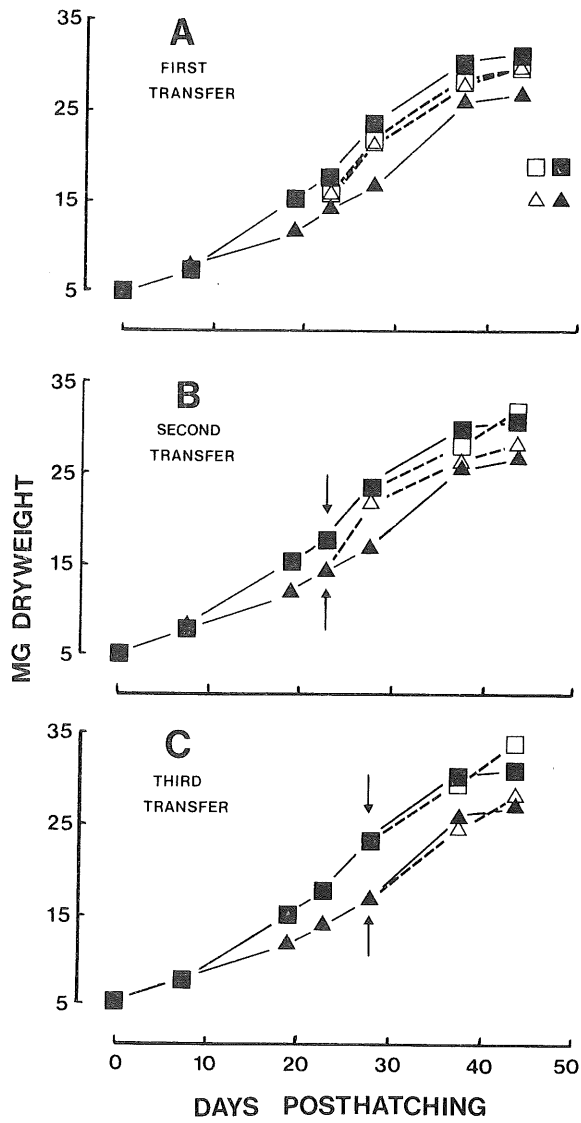 35
25
15
5
A
FIRST
TRANSFER
35
25
15
5
B
SECOND
TRANSFER
MG DRYWEIGHT
35
25
15
5
C
THIRD
TRANSFER
0 10 20 30 40 50
DAYS POSTHATCHING